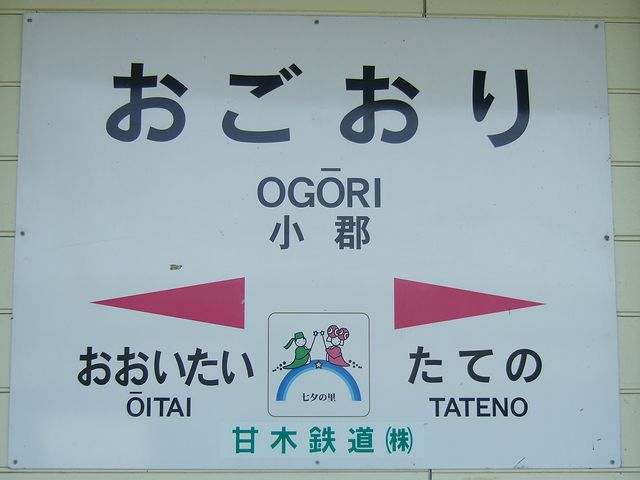 おごおり
OGŌRI
小郡
おおいたい
ŌITAI
七夕の里
たての
TATENO
甘木鉄道(株)